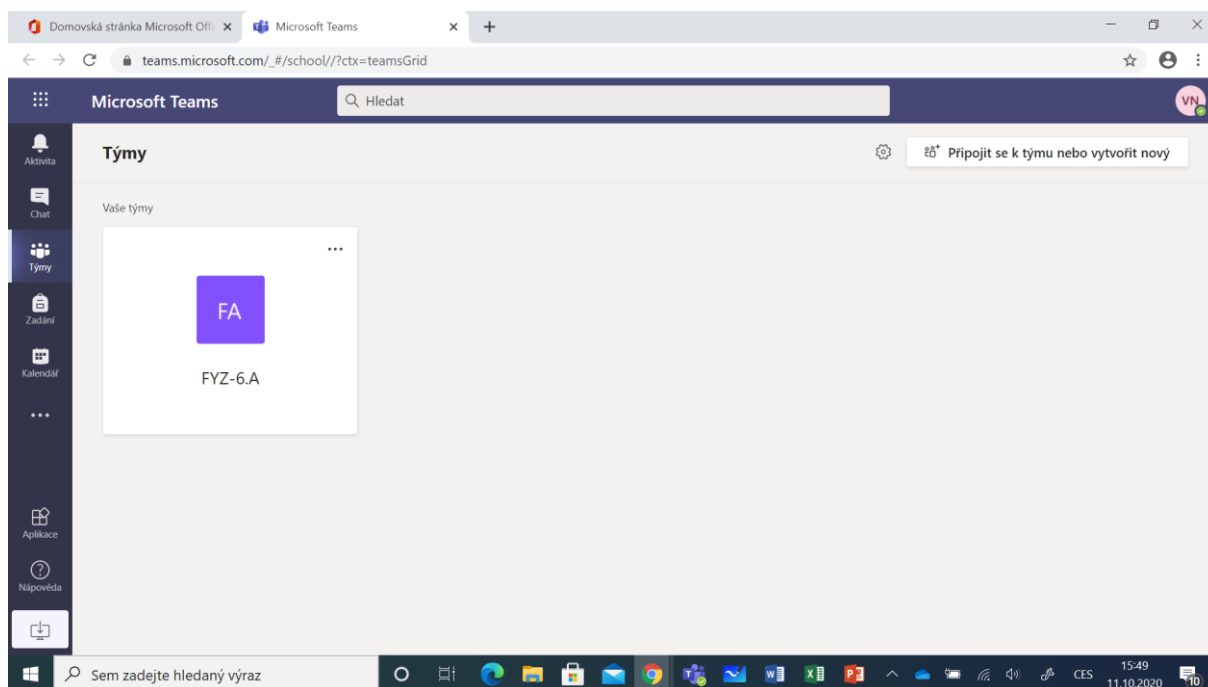 Domovská stránka Microsoft Offi
Microsoft Teams
teams.microsoft.com/_#/school//?ctx=teamsGrid
Microsoft Teams
Hledat
VN
Aktivita
Chat
Týmy
Zadání
Kalendář
Aplikace
Nápověda
Týmy
Připojit se k týmu nebo vytvořit nový
Vaše týmy
FA
FYZ-6.A
Sem zadejte hledaný výraz
CES
15:49
11.10.2020
10